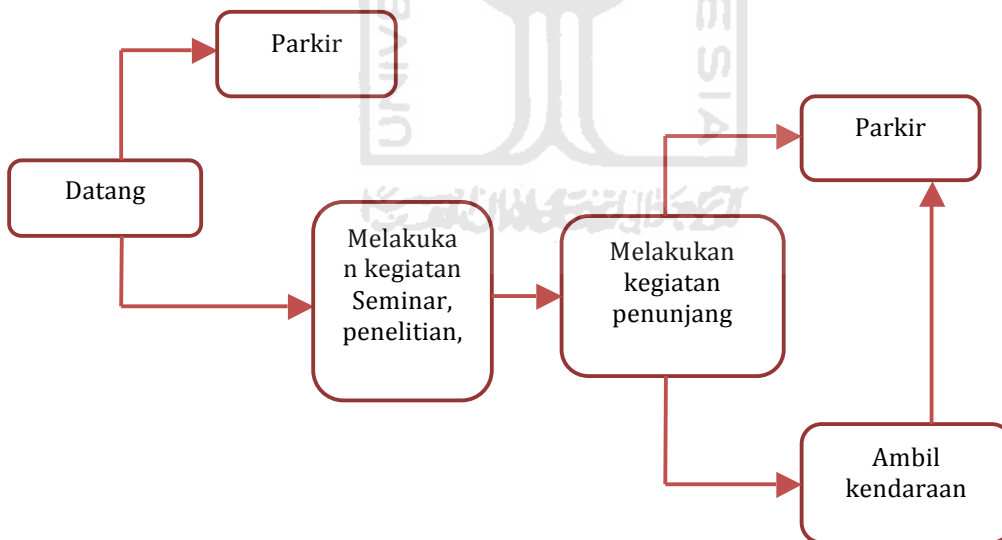 Parkir
Parkir
Datang
Melakuka
n kegiatan
Seminar,
penelitian,
Melakukan
kegiatan
penunjang
Ambil
kendaraan